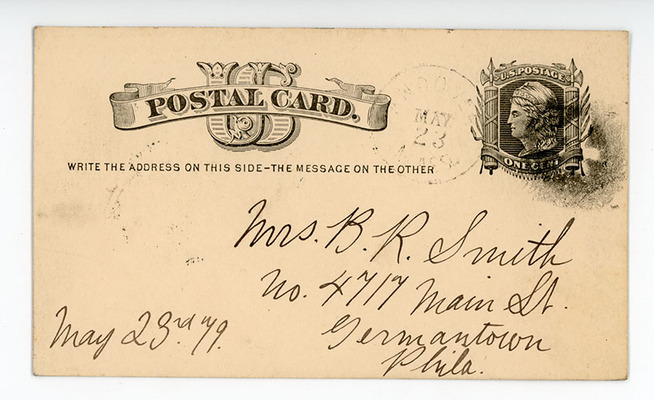 US
POSTAL CARD.
WRITE THE ADDRESS ON THIS SIDE-THE MESSAGE ON THE OTHER
MAY
23
U.S. POSTAGE
ONE CENT
Mrs. B. R. Smith
No. 4717 Main St.
Germantown
Phila.
May 23rd 79.